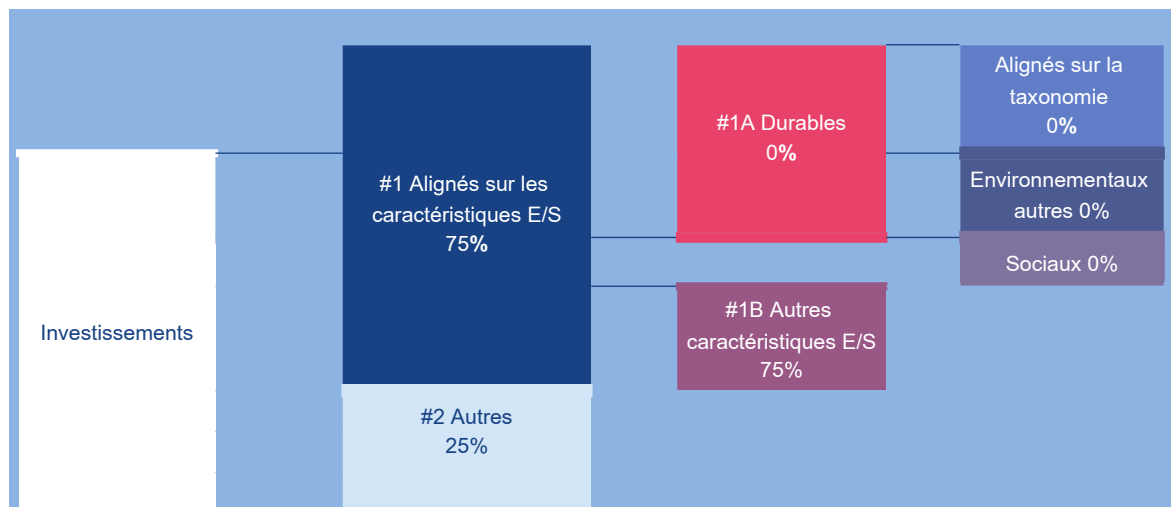 Investissements
#1 Alignés sur les
caractéristiques E/S
75%
#2 Autres
25%
#1A Durables
0%
#1B Autres
caractéristiques E/S
75%
Alignés sur la
taxonomie
0%
Environnementaux
autres 0%
Sociaux 0%